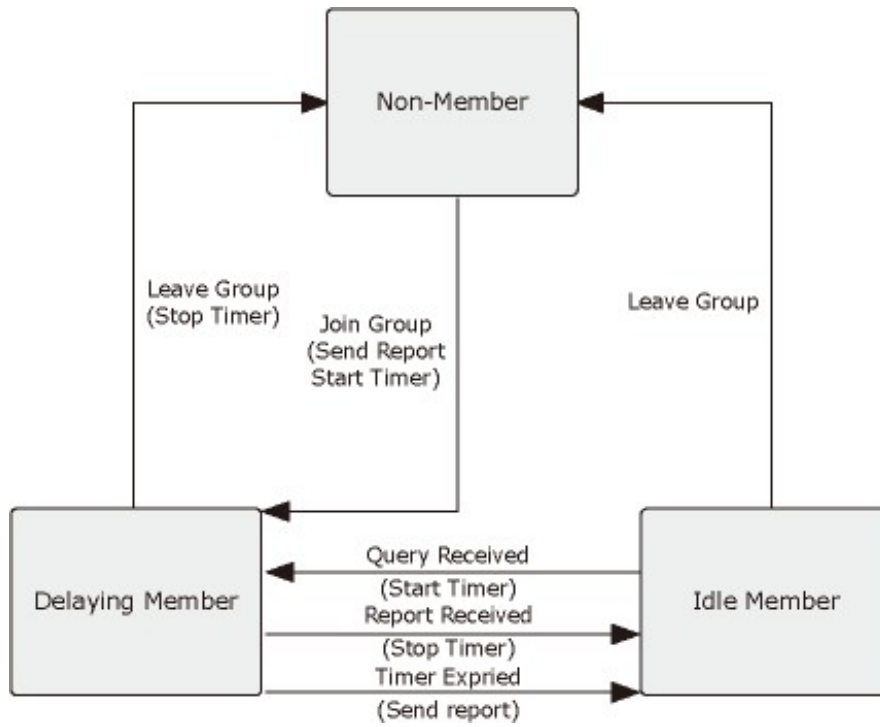 Non-Member
Leave Group
(Stop Timer)
Join Group
(Send Report
Start Timer)
Leave Group
Delaying Member
Query Received
(Start Timer)
Report Received
(Stop Timer)
Timer Expried
(Send report)
Idle Member